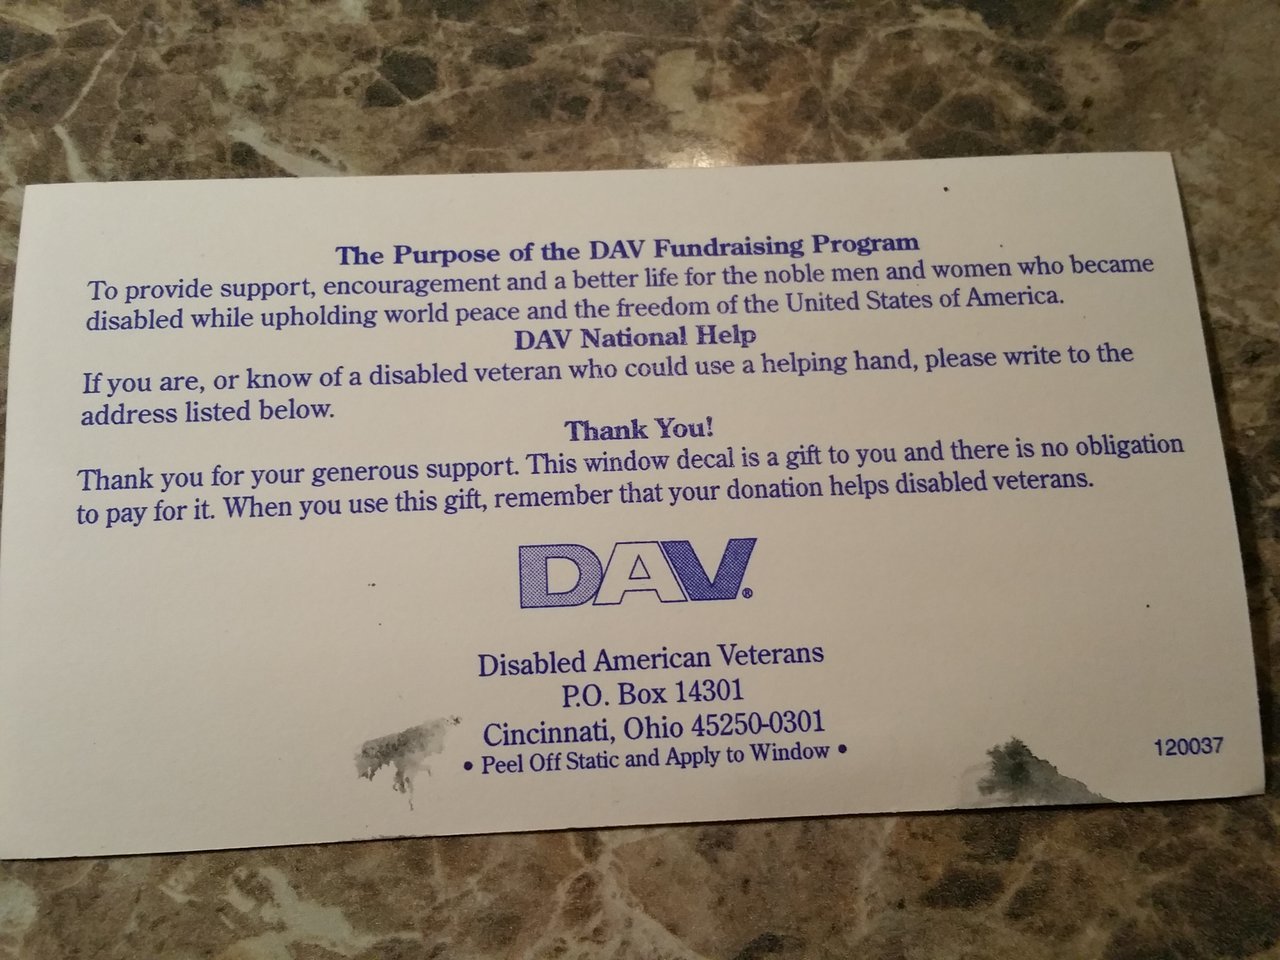 The Purpose of the DAV Fundraising Program
To provide support, encouragement and a better life for the noble men and women who became
disabled while upholding world peace and the freedom of the United States of America.
DAV National Help
If you are, or know of a disabled veteran who could use a helping hand, please write to the
address listed below.
Thank You!
Thank you for your generous support. This window decal is a gift to you and there is no obligation
to pay for it. When you use this gift, remember that your donation helps disabled veterans.
DAV®
Disabled American Veterans
P.O. Box 14301
Cincinnati, Ohio 45250-0301
• Peel Off Static and Apply to Window •
120037